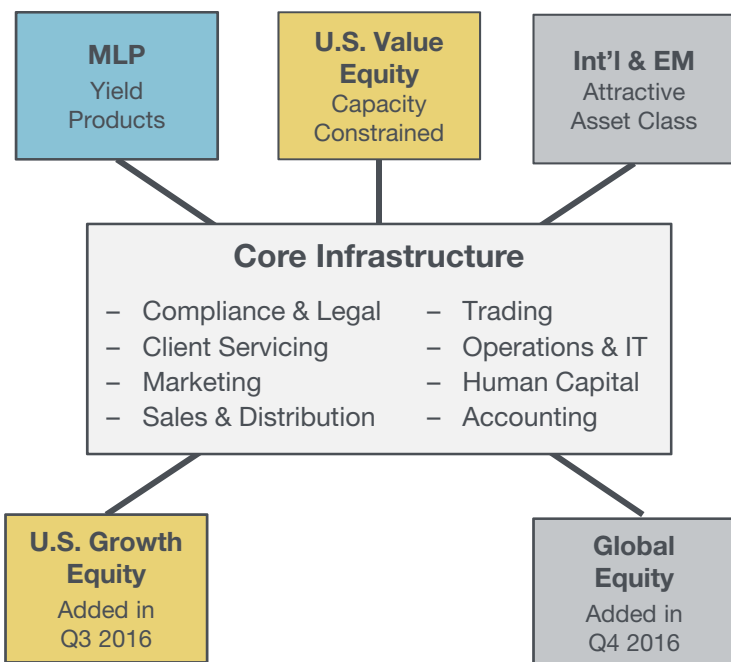 MLP
Yield
Products
U.S. Value
Equity
Capacity
Constrained
Int'l & EM
Attractive
Asset Class
Core Infrastructure
– Compliance & Legal
– Client Servicing
– Marketing
– Sales & Distribution
– Trading
– Operations & IT
– Human Capital
– Accounting
U.S. Growth
Equity
Added in
Q3 2016
Global
Equity
Added in
Q4 2016